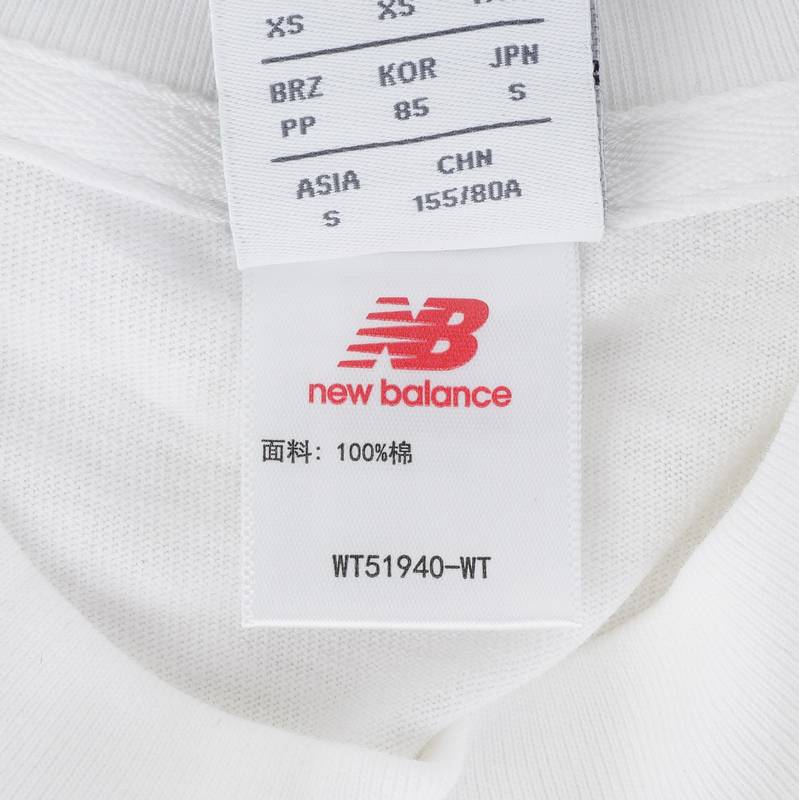 XS XS
BRZ KOR JPN
PP 85 S
ASIA CHN
S 155/80A
NB
new balance
面料：100%棉
WT51940-WT